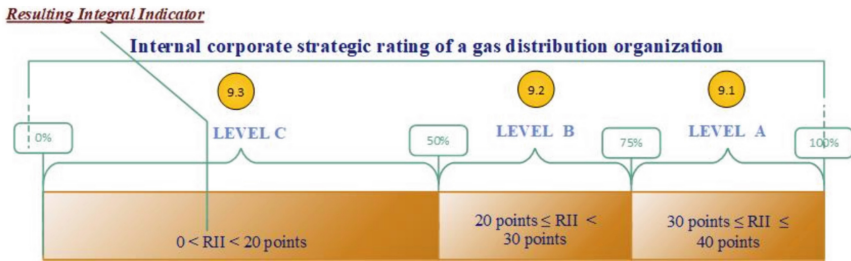 Resulting Integral Indicator
Internal corporate strategic rating of a gas distribution organization
9.3
9.2
9.1
0%
LEVEL C
50%
LEVEL B
75%
LEVEL A
100%
0 < RII < 20 points
20 points ≤ RII <
30 points
30 points ≤ RII ≤
40 points